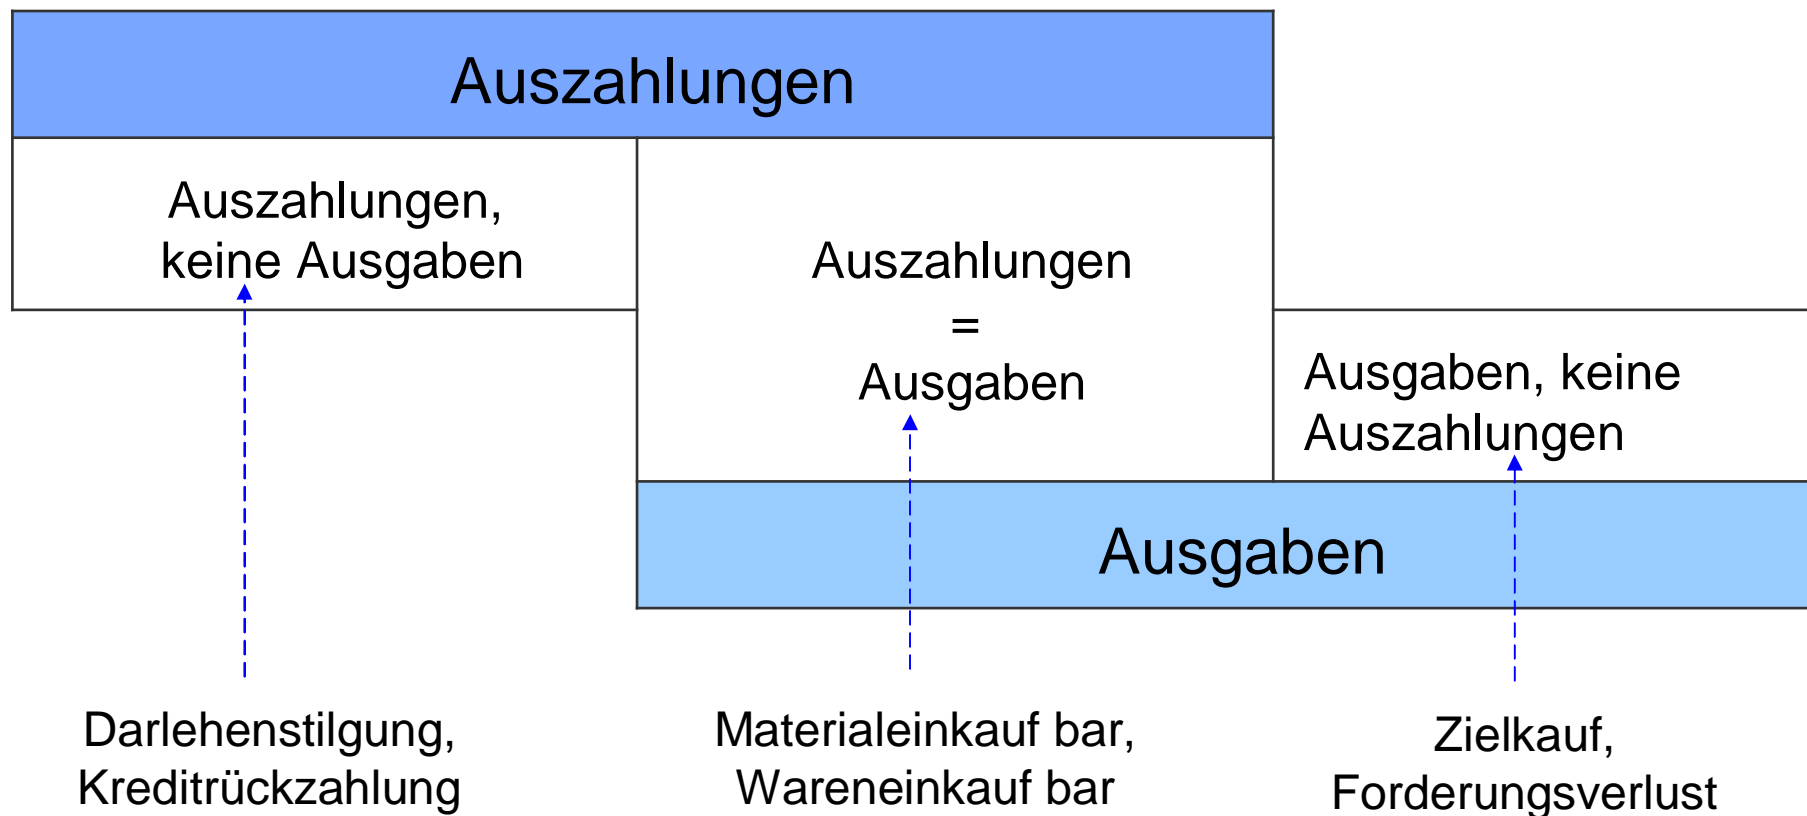 Auszahlungen
Auszahlungen,
keine Ausgaben
Auszahlungen
=
Ausgaben
Ausgaben, keine
Auszahlungen
Ausgaben
Darlehenstilgung,
Kreditrückzahlung
Materialeinkauf bar,
Wareneinkauf bar
Zielkauf,
Forderungsverlust